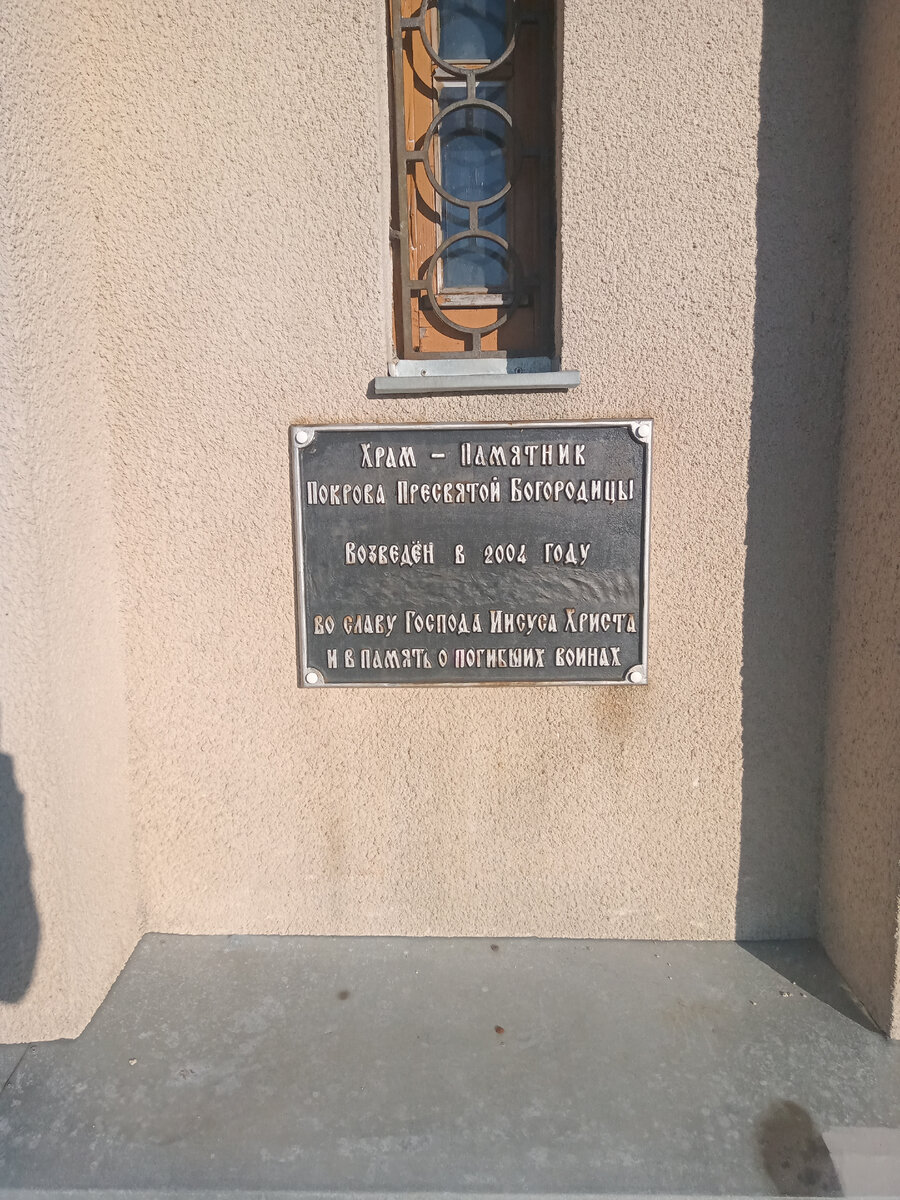 Храм – Памятник
Покрова Пресвятой Богородицы
Возведён в 2004 году
во славу Господа Иисуса Христа
и в память о погибших воинах